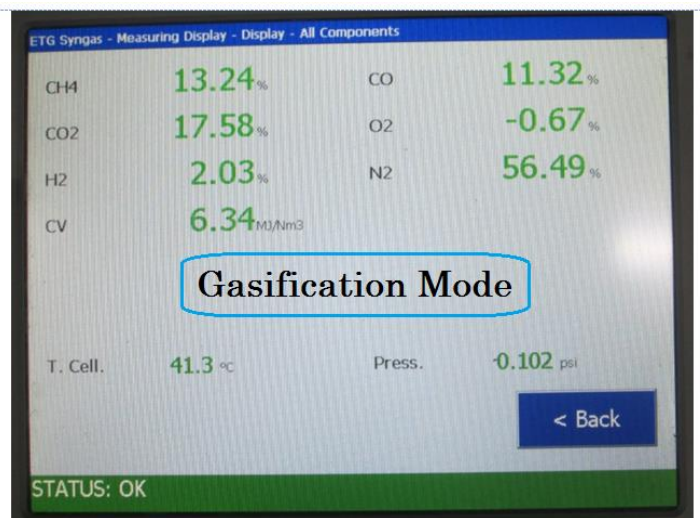 ETG Syngas - Measuring Display - Display - All Components
CH4 13.24 % CO 11.32 %
CO2 17.58 % O2 -0.67 %
H2 2.03 % N2 56.49 %
CV 6.34 MJ/Nm3
Gasification Mode
T. Cell. 41.3 °C Press. -0.102 psi
< Back
STATUS: OK